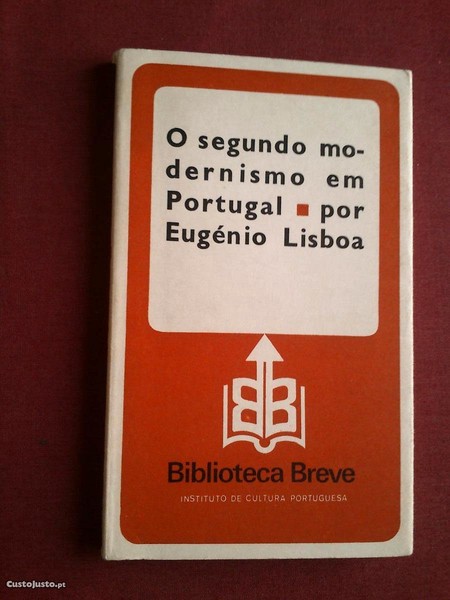 O segundo mo-
dernismo em
Portugal ■ por
Eugénio Lisboa
BB
Biblioteca Breve
INSTITUTO DE CULTURA PORTUGUESA
CustoJusto.pt